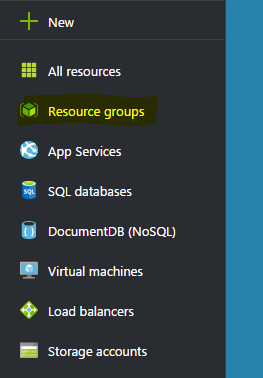 New
All resources
Resource groups
App Services
SQL databases
DocumentDB (NoSQL)
Virtual machines
Load balancers
Storage accounts